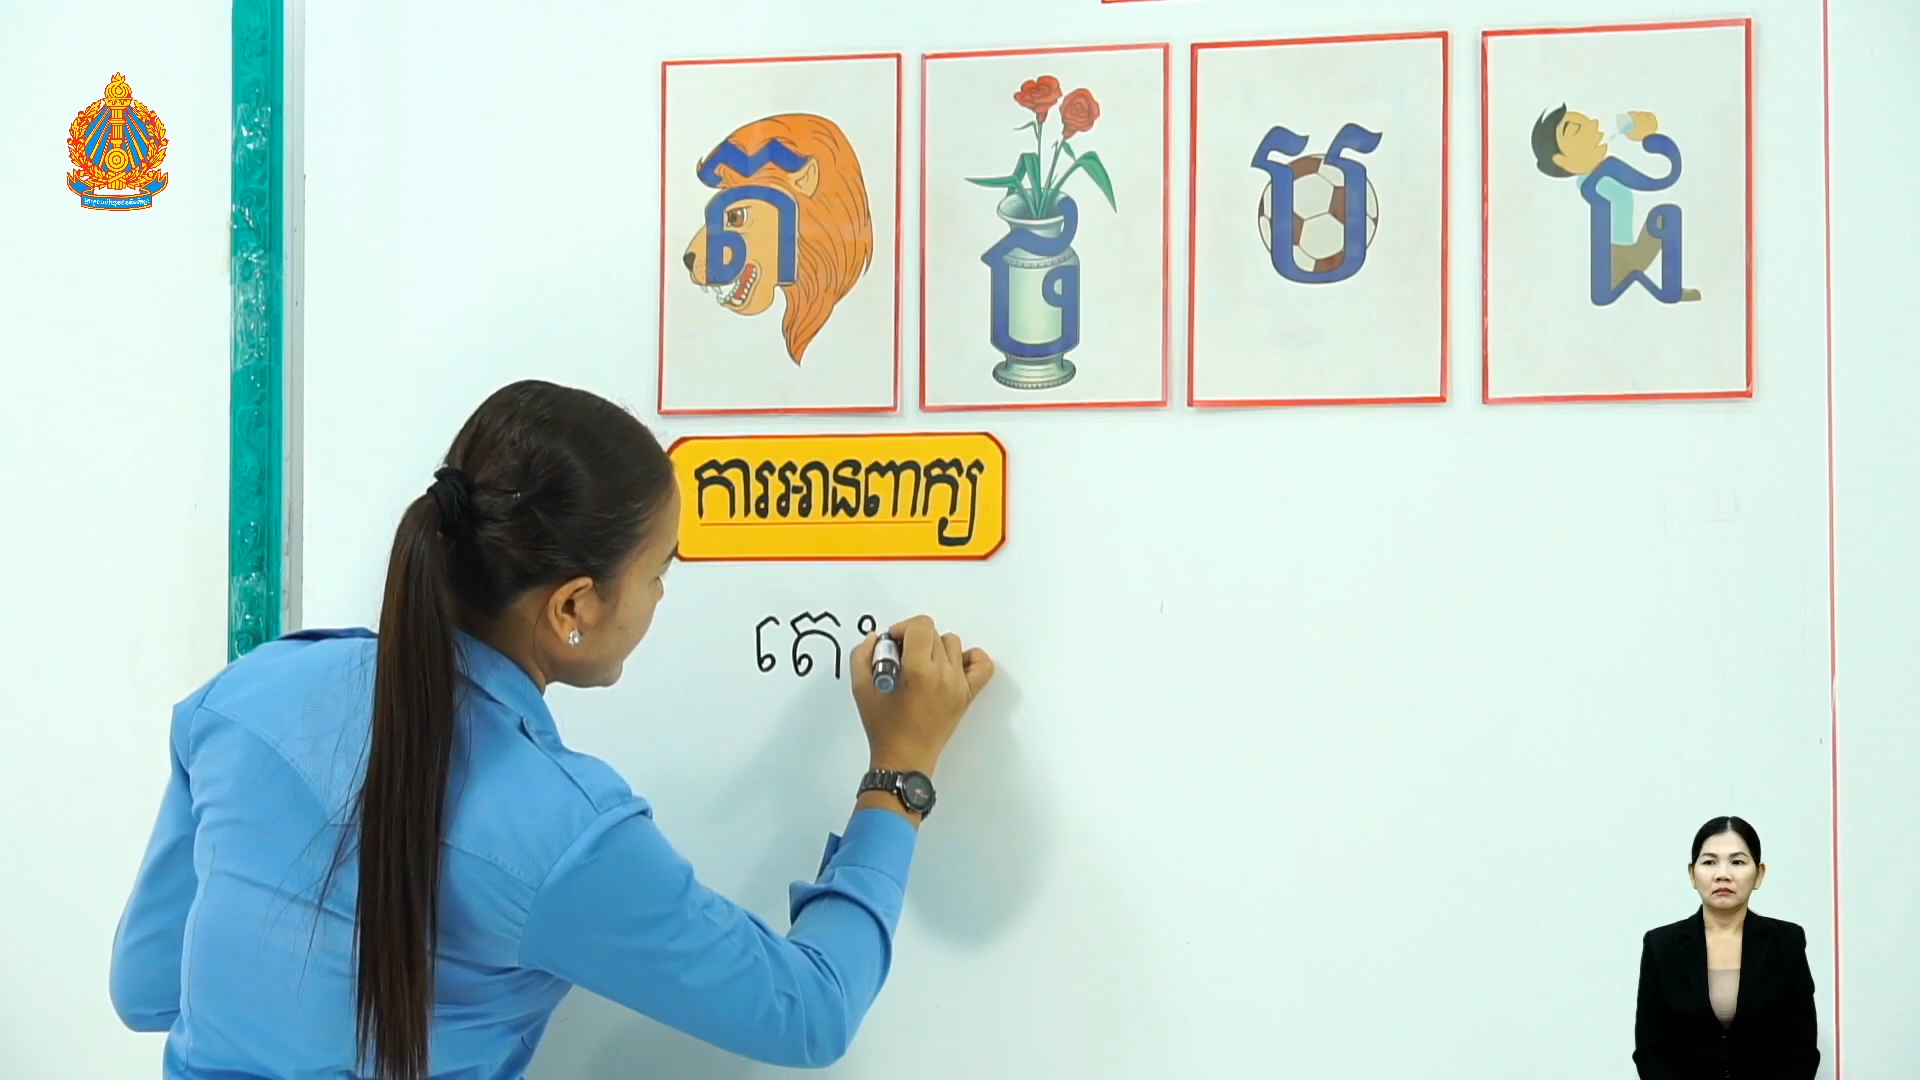 ត ថ ប ផ
ការអានពាក្យ
តេ